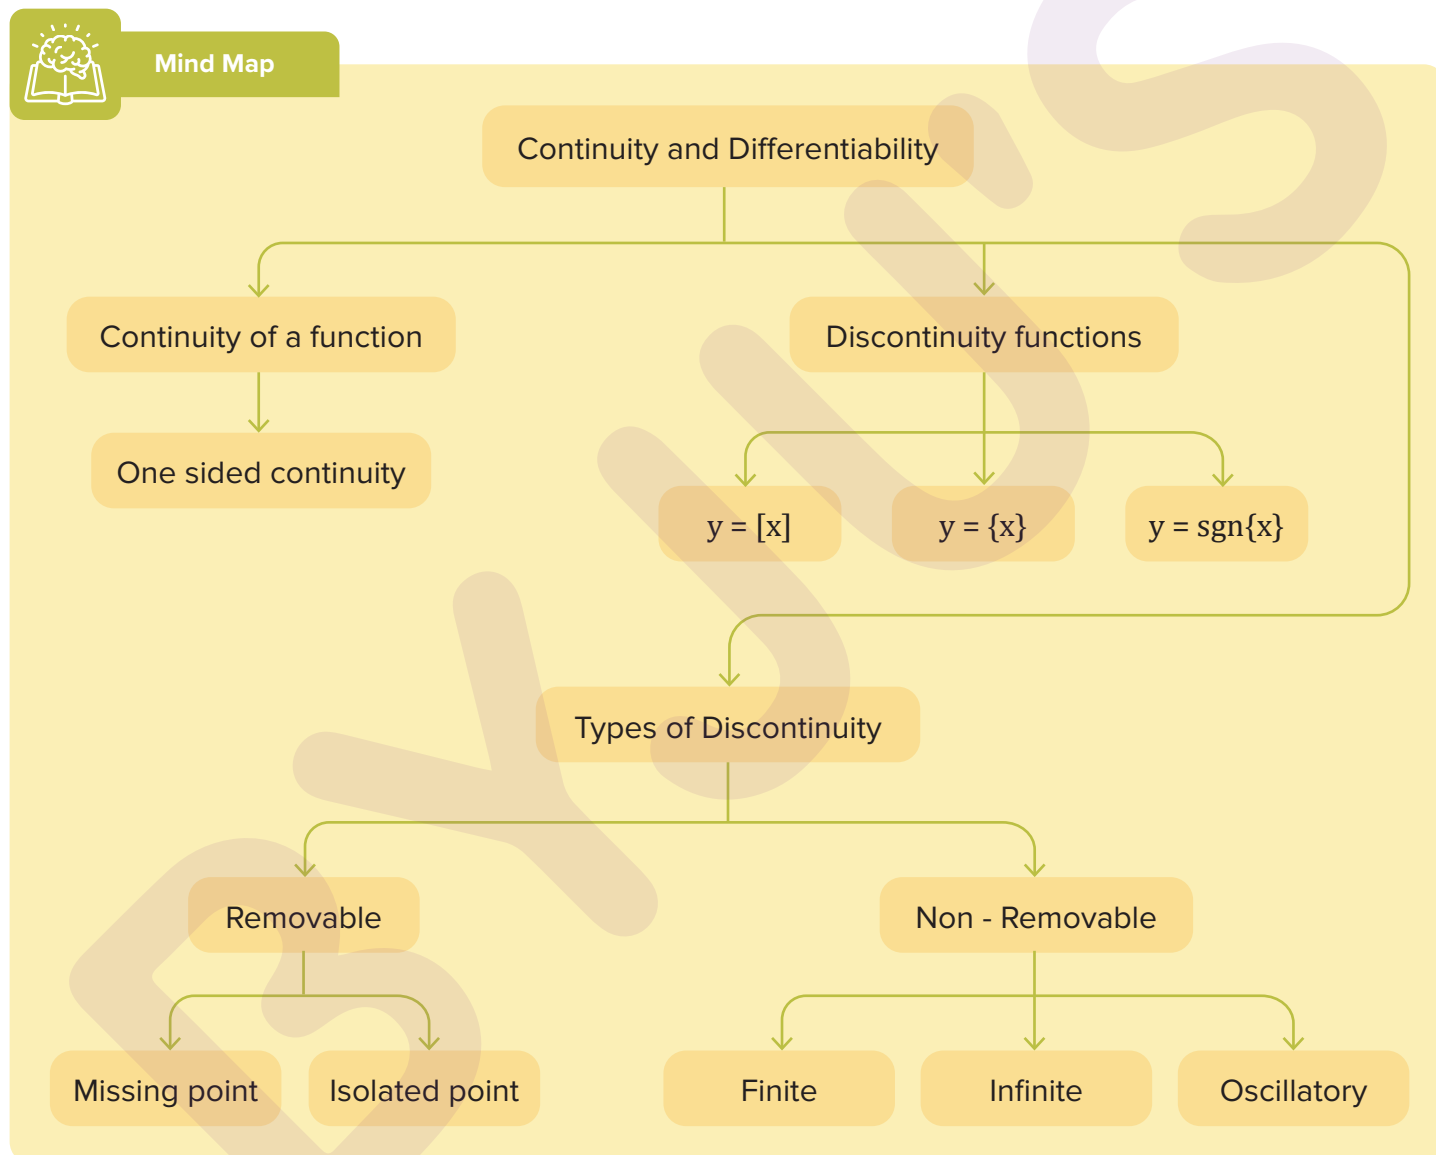 Mind Map
Continuity and Differentiability
Continuity of a function
Discontinuity functions
One sided continuity
y = [x]
y = {x}
y = sgn{x}
Types of Discontinuity
Removable
Non - Removable
Missing point
Isolated point
Finite
Infinite
Oscillatory
BYJU'S